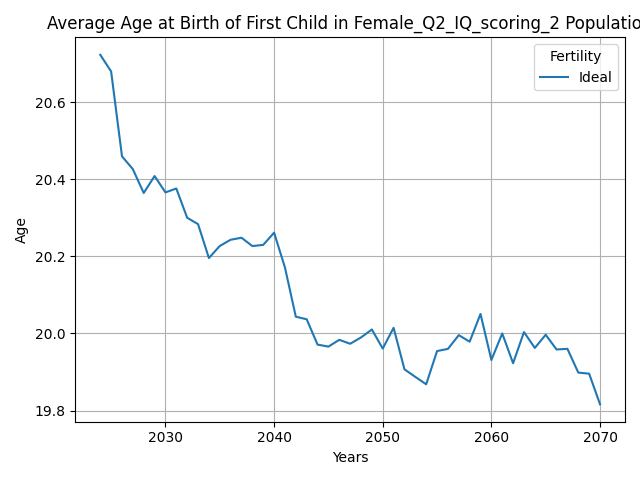 Average Age at Birth of First Child in Female_Q2_IQ_scoring_2 Populatio
Fertility
Ideal
20.6
20.4
20.2
20.0
19.8
Age
2030
2040
2050
2060
2070
Years